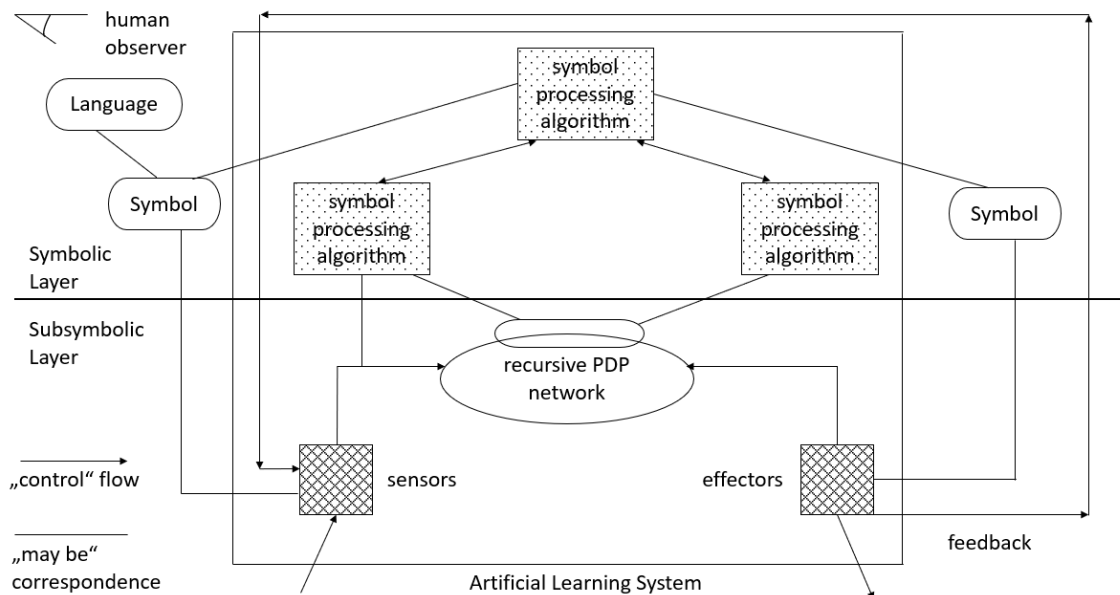 human
observer
Language
symbol
processing
algorithm
Symbol
symbol
processing
algorithm
symbol
processing
algorithm
Symbol
Symbolic
Layer
Subsymbolic
Layer
recursive PDP
network
„control“ flow
sensors
effectors
„may be“
correspondence
feedback
Artificial Learning System